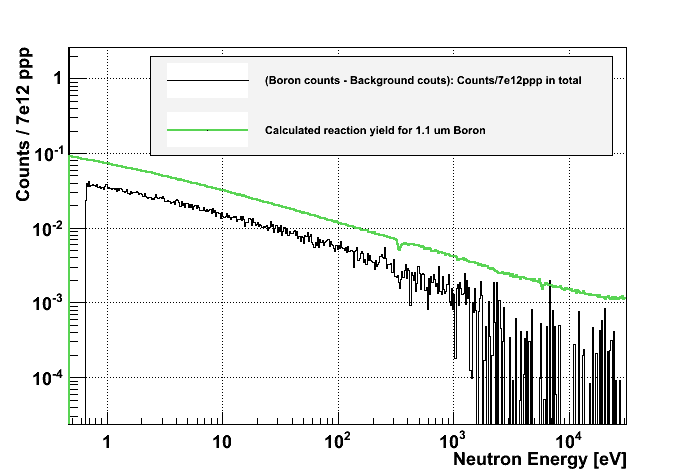 Counts / 7e12 ppp
1
10⁻¹
10⁻²
10⁻³
10⁻⁴
(Boron counts - Background couts): Counts/7e12ppp in total
Calculated reaction yield for 1.1 um Boron
1 10 10² 10³ 10⁴
Neutron Energy [eV]